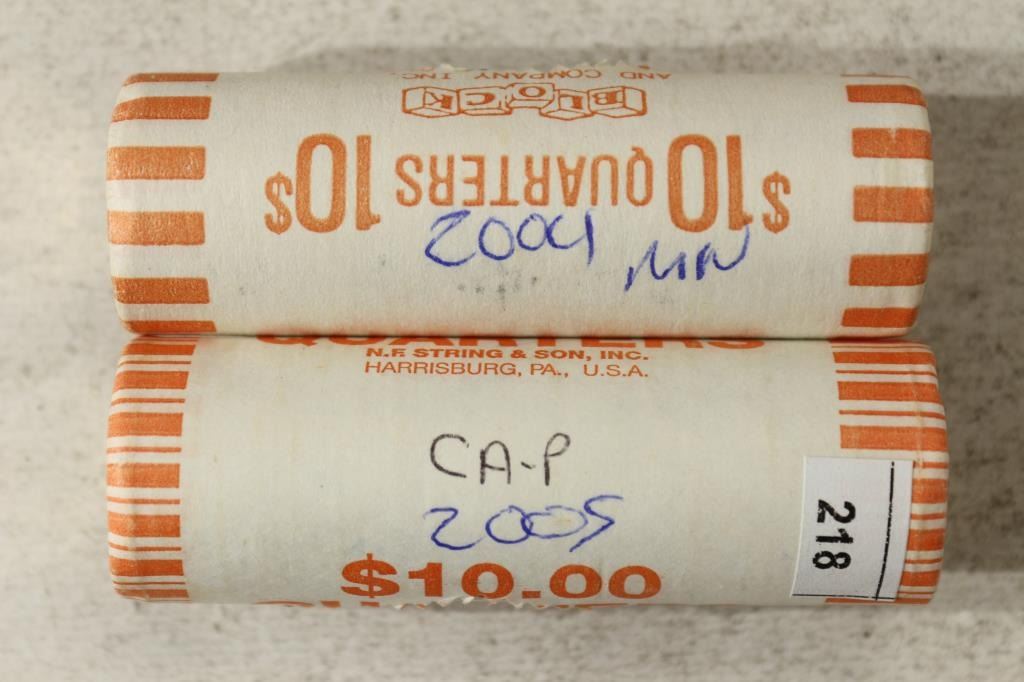 AND COMPANY, INC.
BLOCK
$10 QUARTERS 10$
2004 MN
QUARTERS
N.F. STRING & SON, INC.
HARRISBURG, PA., U.S.A.
CA-P
2005
$10.00
218